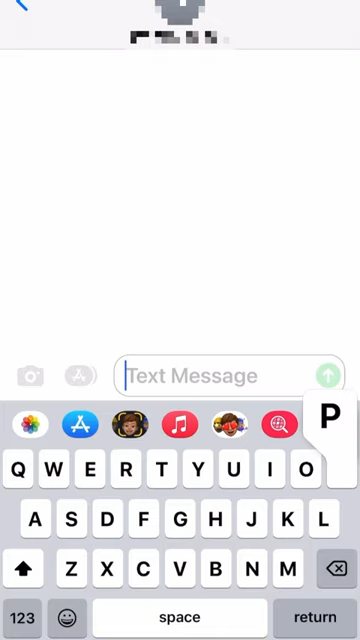 Text Message
P
Q W E R T Y U I O
A S D F G H J K L
Z X C V B N M
123 space return